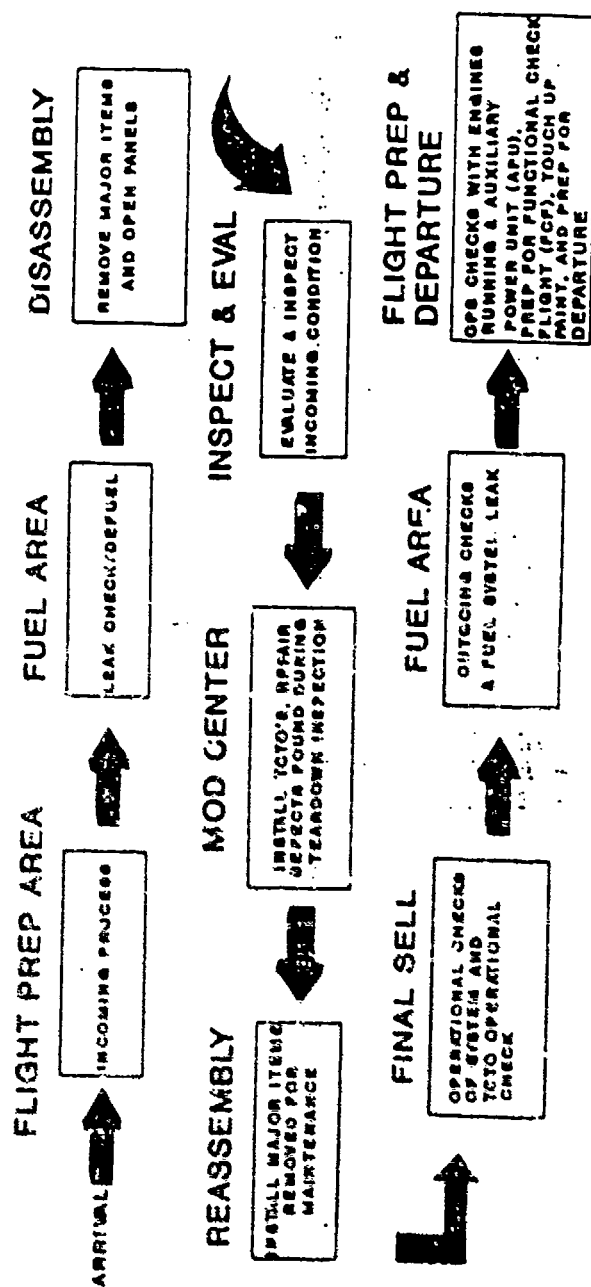 ARRIVAL
FLIGHT PREP AREA
INCOMING PROCESS
FUEL AREA
LEAK CHECK/DEFUEL
DISASSEMBLY
REMOVE MAJOR ITEMS
AND OPEN PANELS
INSPECT & EVAL
EVALUATE & INSPECT
INCOMING CONDITION
MOD CENTER
INSTALL TCTO'S, REPAIR
DEFECTS FOUND DURING
TEARDOWN INSPECTION
REASSEMBLY
INSTALL MAJOR ITEMS
REMOVED FOR
MAINTENANCE
FINAL SELL
OPERATIONAL CHECKS
OF SYSTEM AND
TCTO OPERATIONAL
CHECK
FUEL AREA
OUTGOING CHECKS
& FUEL SYSTEM LEAK
FLIGHT PREP &
DEPARTURE
OPS CHECKS WITH ENGINES
RUNNING & AUXILIARY
POWER UNIT (APU),
PREP FOR FUNCTIONAL CHECK
FLIGHT (FCF), TOUCH UP
PAINT, AND PREP FOR
DEPARTURE